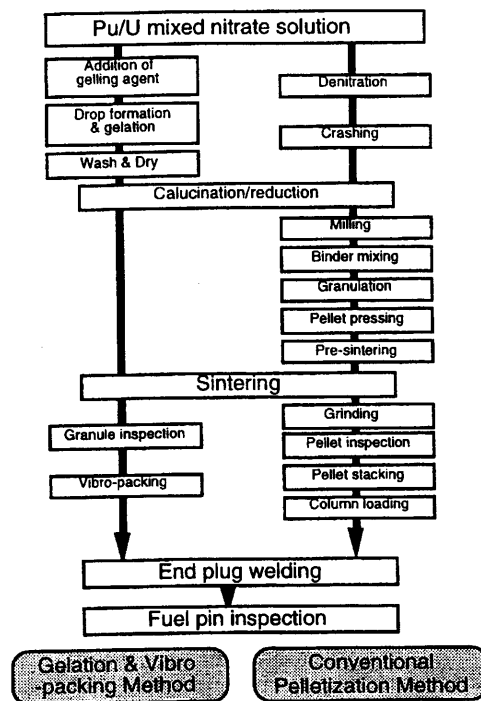 Pu/U mixed nitrate solution
Addition of
gelling agent
Denitration
Drop formation
& gelation
Crashing
Wash & Dry
Calucination/reduction
Milling
Binder mixing
Granulation
Pellet pressing
Pre-sintering
Sintering
Grinding
Granule inspection
Pellet inspection
Pellet stacking
Vibro-packing
Column loading
End plug welding
Fuel pin inspection
Gelation & Vibro
-packing Method
Conventional
Pelletization Method